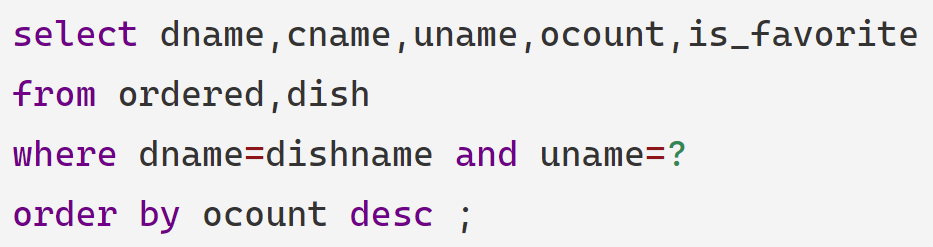 select dname,cname,uname,ocount,is_favorite
from ordered,dish
where dname=dishname and uname=?
order by ocount desc ;